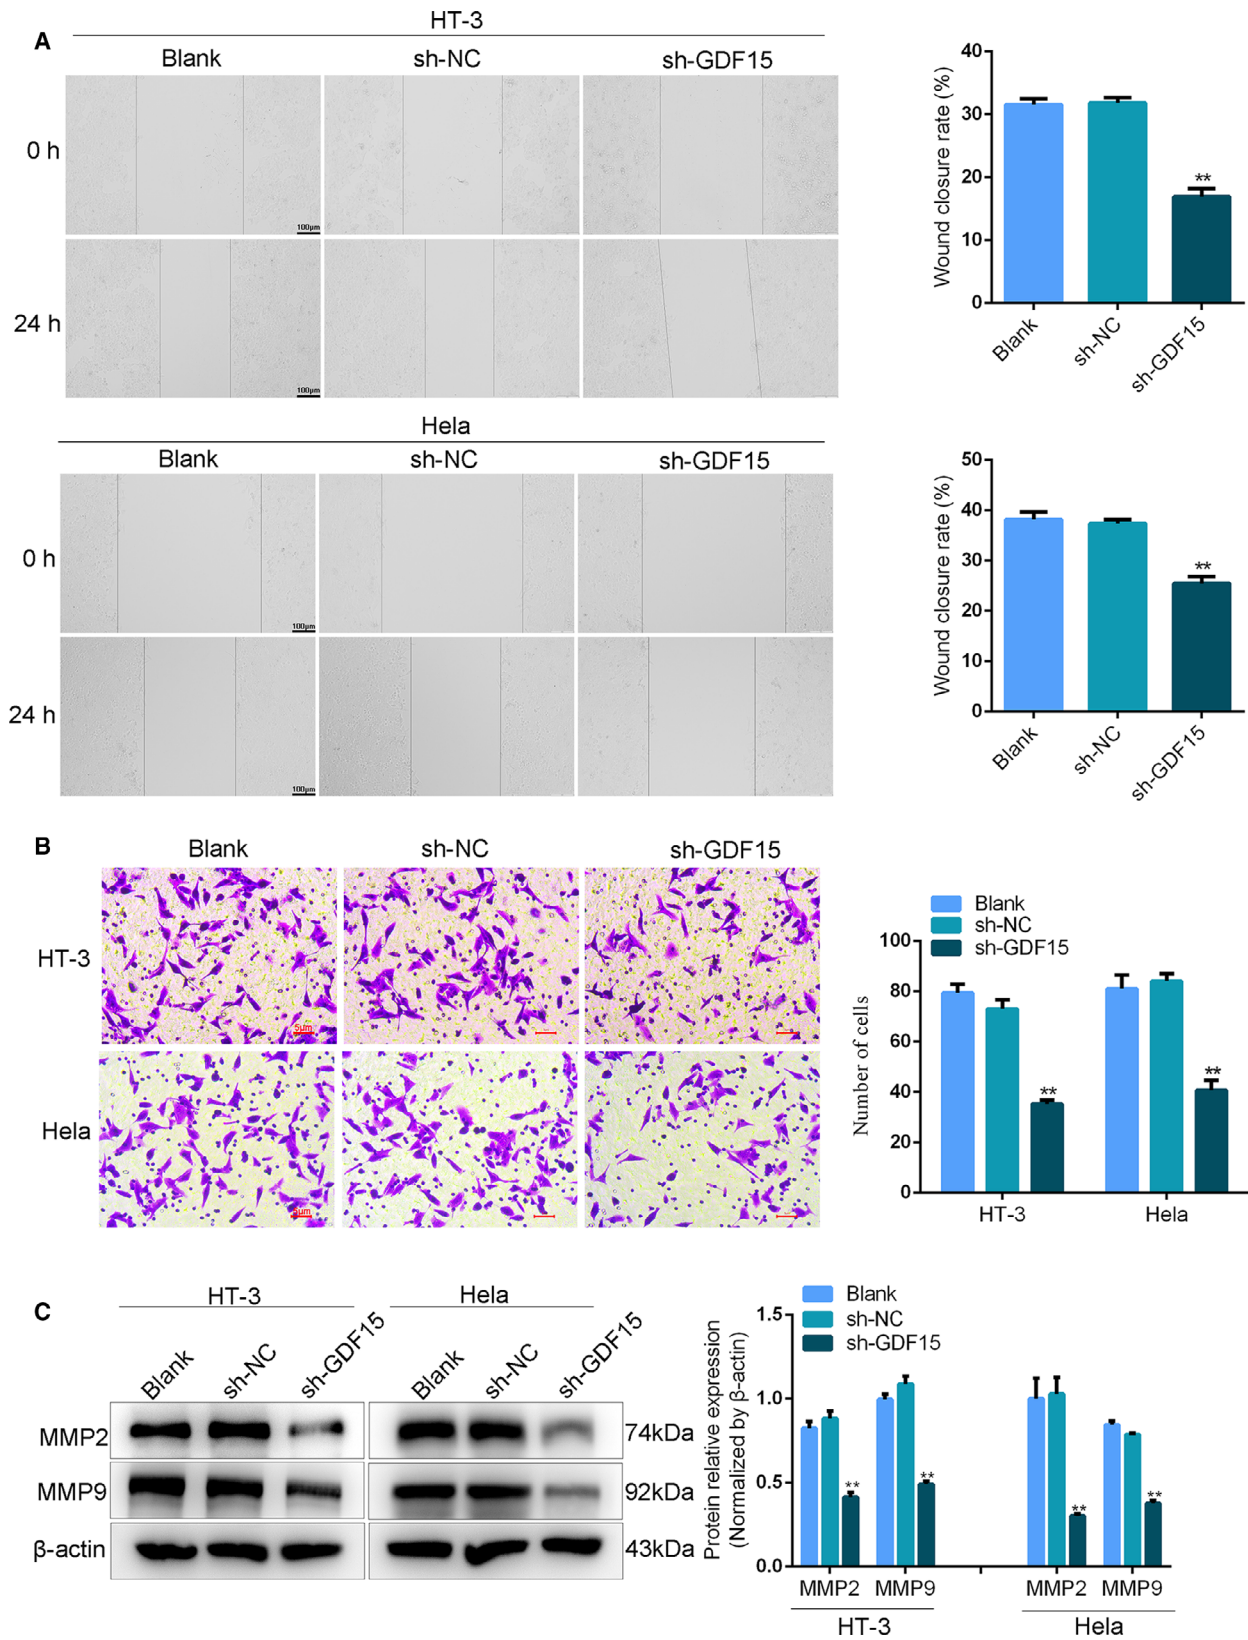 A
HT-3
Blank sh-NC sh-GDF15
0 h
100μm
24 h
100μm
40
30
20
10
0
Wound closure rate (%)
**
Blank sh-NC sh-GDF15
Hela
Blank sh-NC sh-GDF15
0 h
100μm
24 h
100μm
50
40
30
20
10
0
Wound closure rate (%)
**
Blank sh-NC sh-GDF15
B
Blank sh-NC sh-GDF15
HT-3
5μm
Hela
5μm
Blank
sh-NC
sh-GDF15
100
80
60
40
20
0
Number of cells
** **
HT-3 Hela
C
HT-3 Hela
Blank sh-NC sh-GDF15 Blank sh-NC sh-GDF15
MMP2 74kDa
MMP9 92kDa
β-actin 43kDa
Blank
sh-NC
sh-GDF15
1.5
1.0
0.5
0.0
Protein relative expression
(Normalized by β-actin)
** ** ** **
MMP2 MMP9 MMP2 MMP9
HT-3 Hela